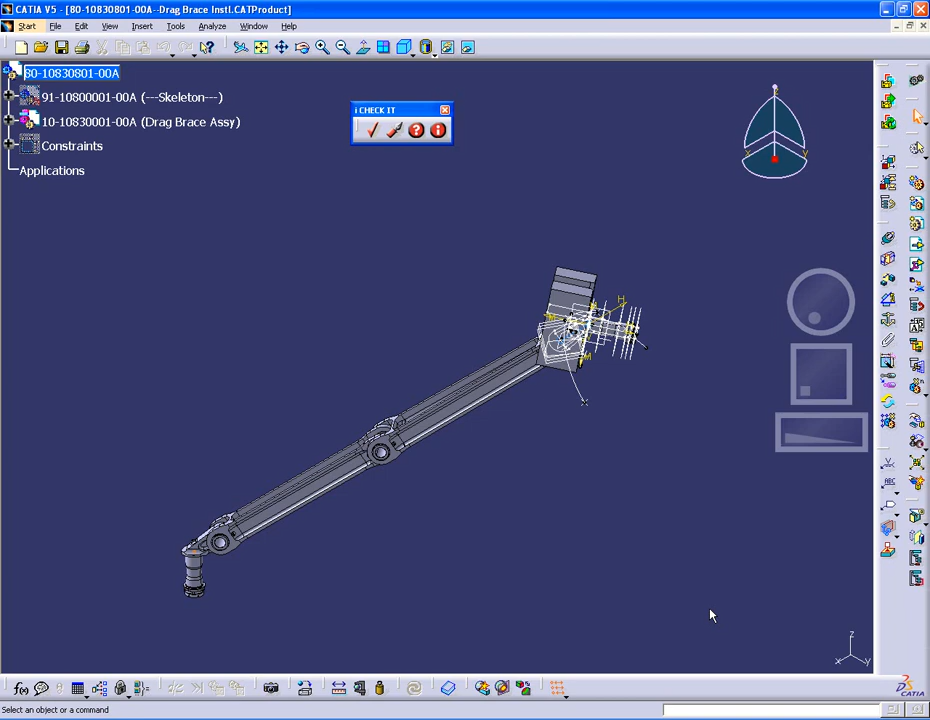 CATIA V5 - [80-10830801-00A--Drag Brace Instl.CATProduct]
Start File Edit View Insert Tools Analyze Window Help
80-10830801-00A
91-10800001-00A (---Skeleton---)
10-10830001-00A (Drag Brace Assy)
Constraints
Applications
i CHECK IT
H
x
z
x y
f(x)
ABC
CATIA
Select an object or a command